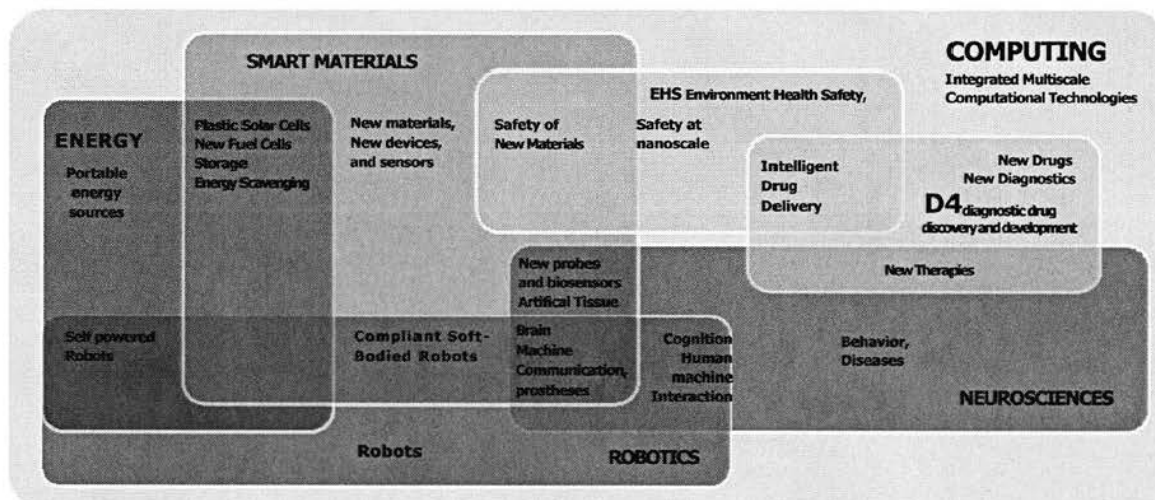 SMART MATERIALS
COMPUTING
Integrated Multiscale
Computational Technologies
EHS Environment Health Safety,
ENERGY
Portable
energy
sources
Plastic Solar Cells
New Fuel Cells
Storage
Energy Scavenging
New materials,
New devices,
and sensors
Safety of
New Materials
Safety at
nanoscale
Intelligent
Drug
Delivery
New Drugs
New Diagnostics
D4 diagnostic drug
discovery and development
New Therapies
New probes
and biosensors
Artifical Tissue
Self powered
Robots
Compliant Soft-
Bodied Robots
Brain
Machine
Communication,
prostheses
Cognition
Human
machine
Interaction
Behavior,
Diseases
NEUROSCIENCES
Robots
ROBOTICS